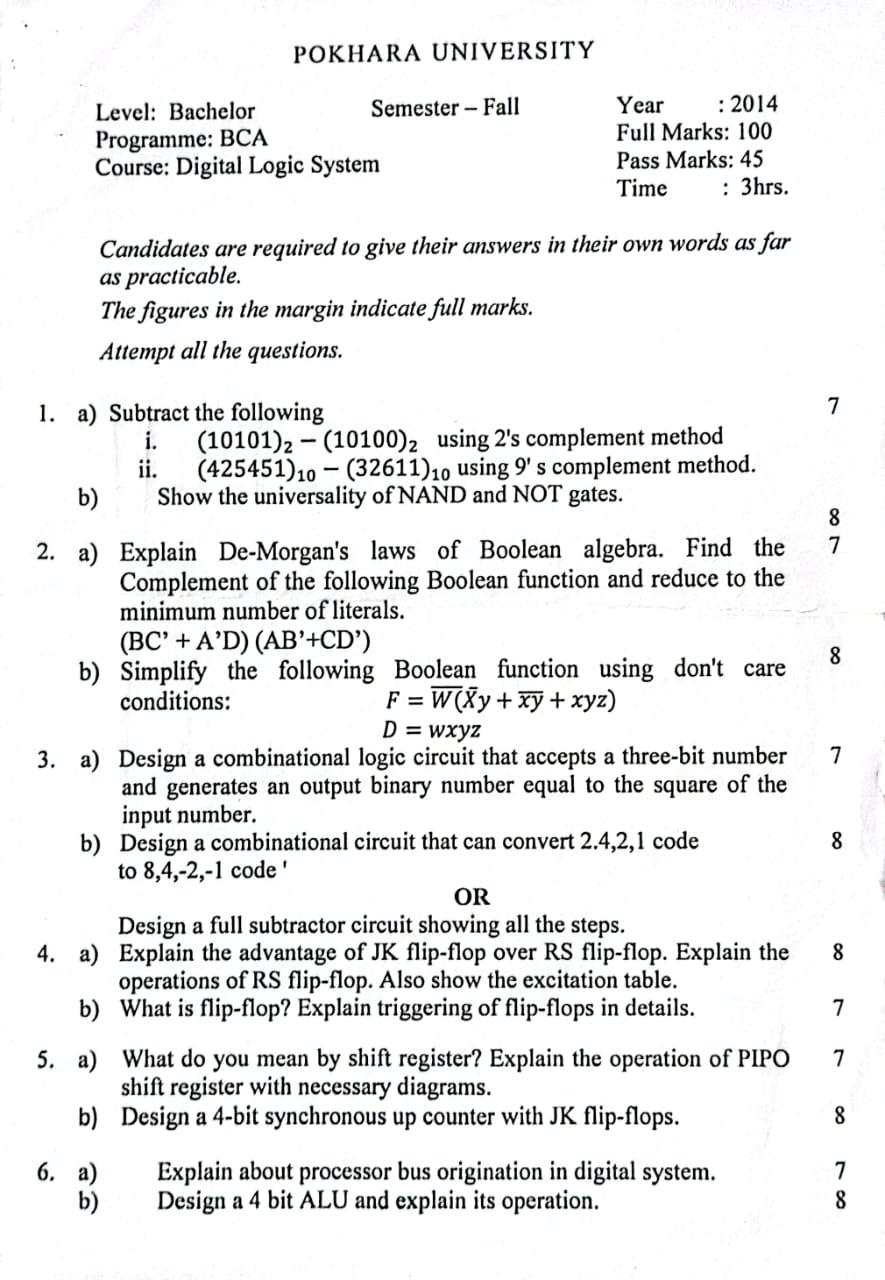 POKHARA UNIVERSITY
Level: Bachelor Semester – Fall Year : 2014
Programme: BCA Full Marks: 100
Course: Digital Logic System Pass Marks: 45
Time : 3hrs.
Candidates are required to give their answers in their own words as far
as practicable.
The figures in the margin indicate full marks.
Attempt all the questions.
1. a) Subtract the following 7
i. (10101)₂ – (10100)₂ using 2's complement method
ii. (425451)₁₀ – (32611)₁₀ using 9' s complement method.
b) Show the universality of NAND and NOT gates.
8
2. a) Explain De-Morgan's laws of Boolean algebra. Find the 7
Complement of the following Boolean function and reduce to the
minimum number of literals.
(BC’ + A’D) (AB’+CD’)
b) Simplify the following Boolean function using don't care 8
conditions: F = W̅(X̄y + x̅y̅ + xyz)
D = wxyz
3. a) Design a combinational logic circuit that accepts a three-bit number 7
and generates an output binary number equal to the square of the
input number.
b) Design a combinational circuit that can convert 2.4,2,1 code 8
to 8,4,-2,-1 code '
OR
Design a full subtractor circuit showing all the steps.
4. a) Explain the advantage of JK flip-flop over RS flip-flop. Explain the 8
operations of RS flip-flop. Also show the excitation table.
b) What is flip-flop? Explain triggering of flip-flops in details. 7
5. a) What do you mean by shift register? Explain the operation of PIPO 7
shift register with necessary diagrams.
b) Design a 4-bit synchronous up counter with JK flip-flops. 8
6. a) Explain about processor bus origination in digital system. 7
b) Design a 4 bit ALU and explain its operation. 8